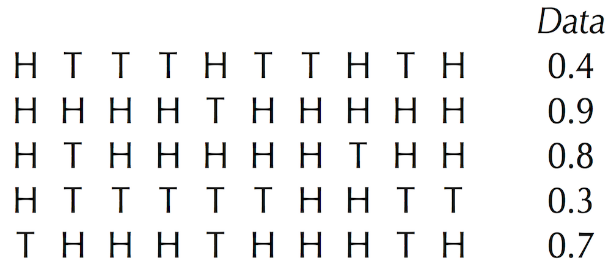 Data
H T T T H T T H T H 0.4
H H H H T H H H H H 0.9
H T H H H H H T H H 0.8
H T T T T T H H T T 0.3
T H H H T H H H T H 0.7